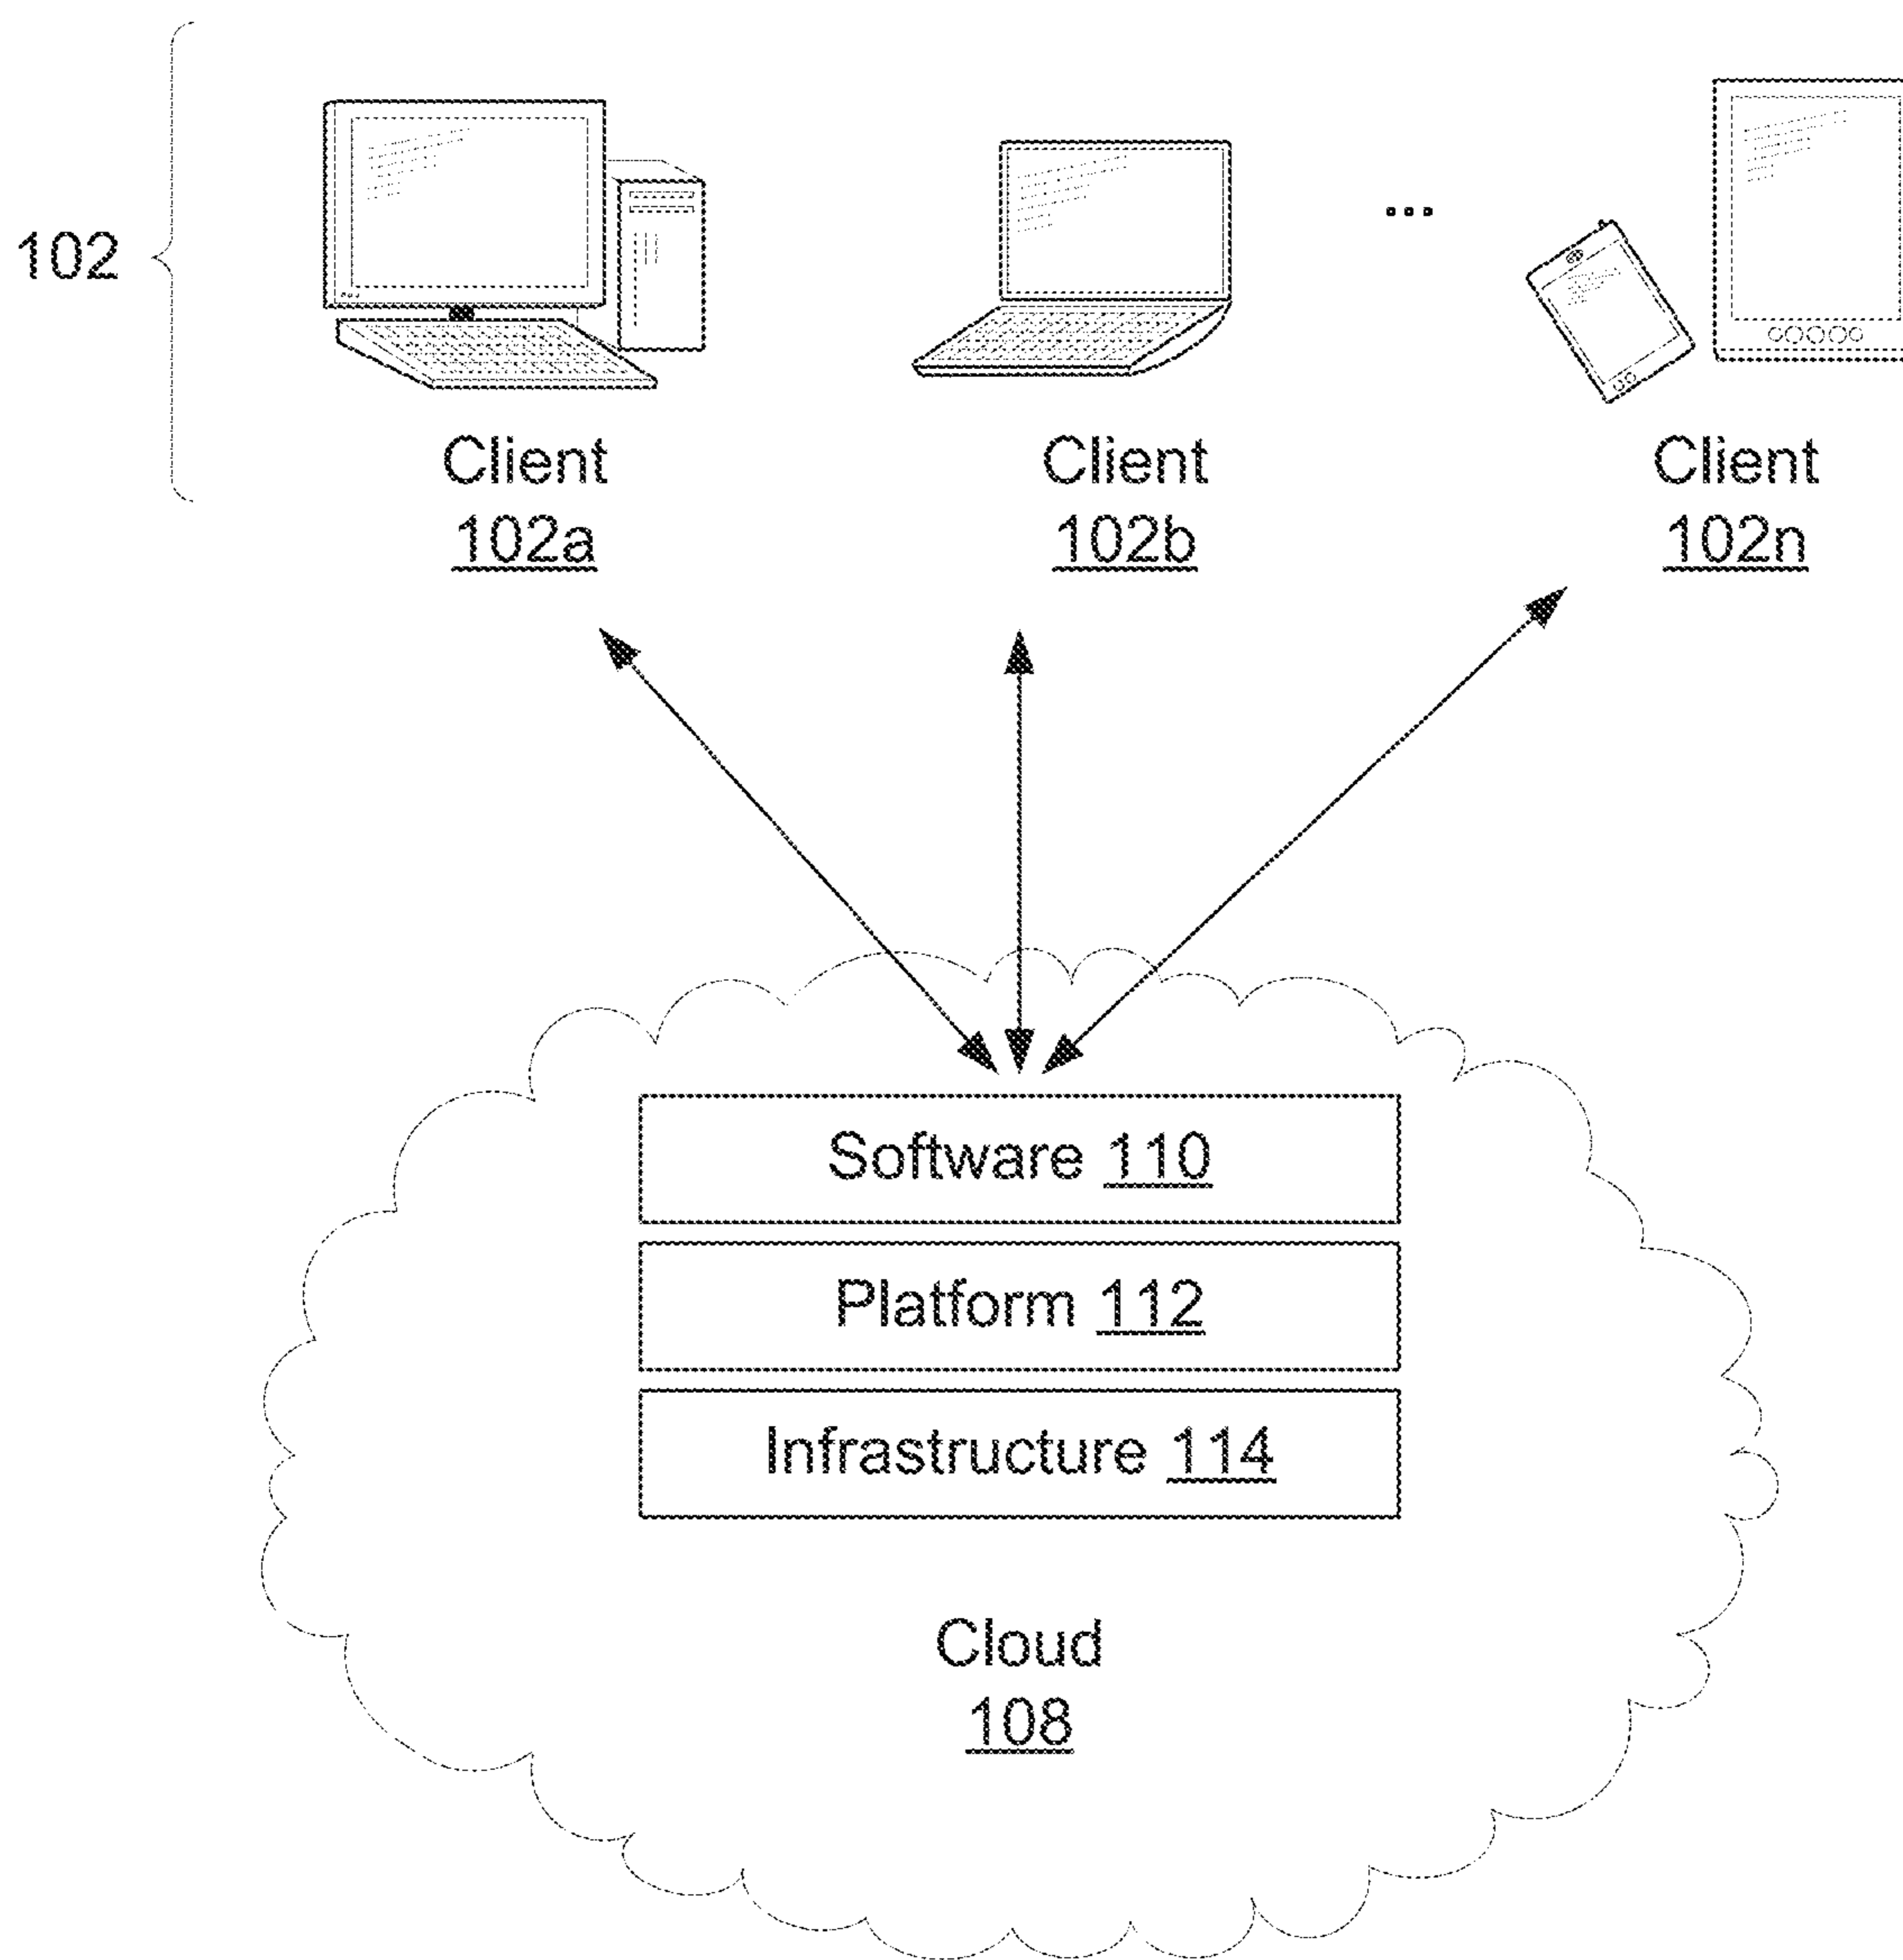 102
Client
102a
Client
102b
...
Client
102n
Software 110
Platform 112
Infrastructure 114
Cloud
108